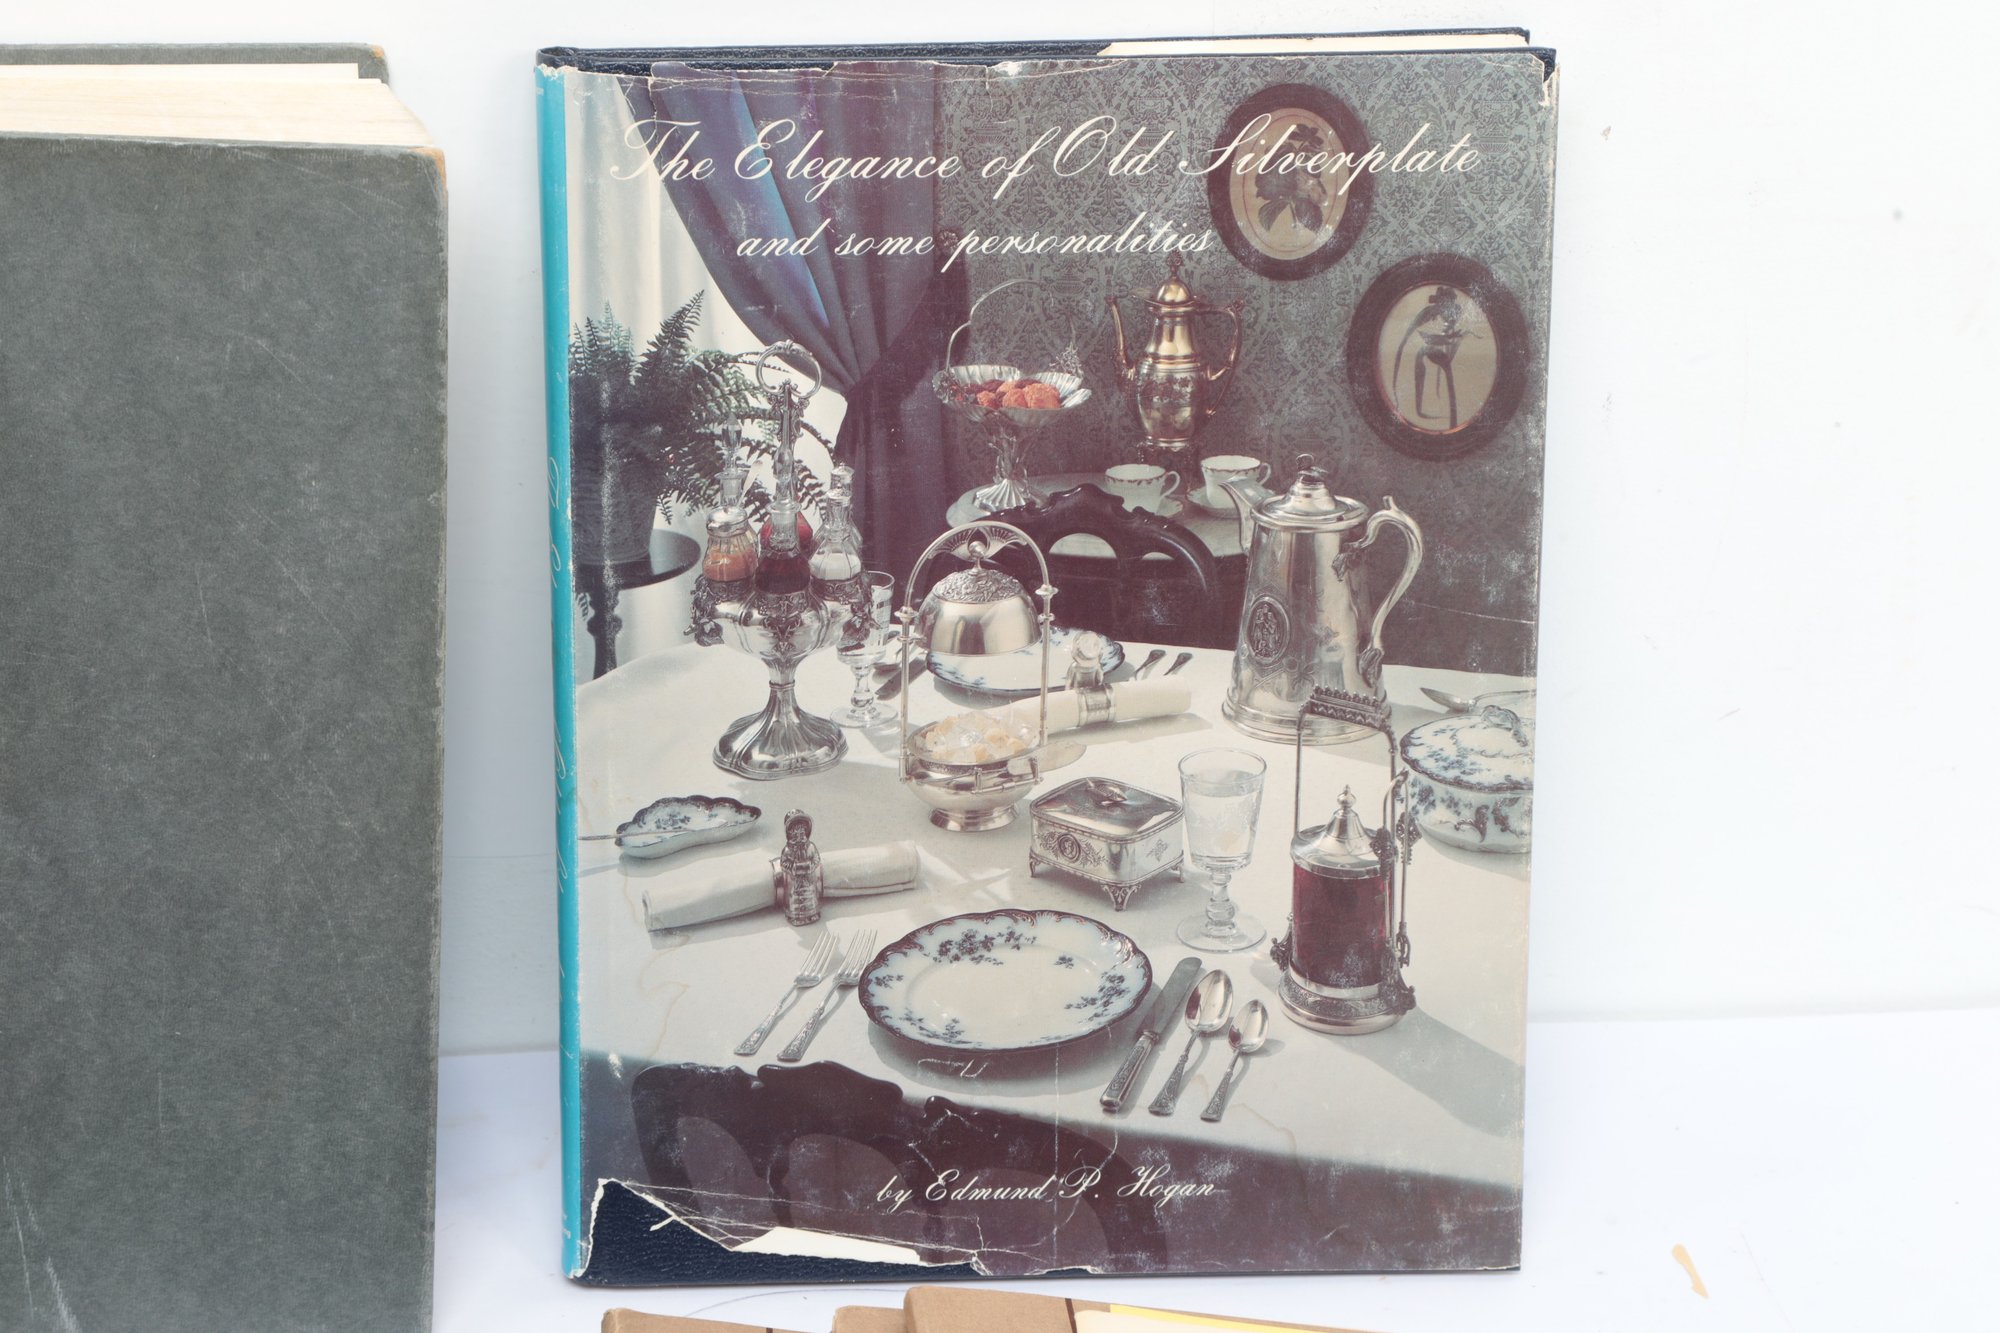 The Elegance of Old Silverplate
and some personalities
by Edmund P. Hogan